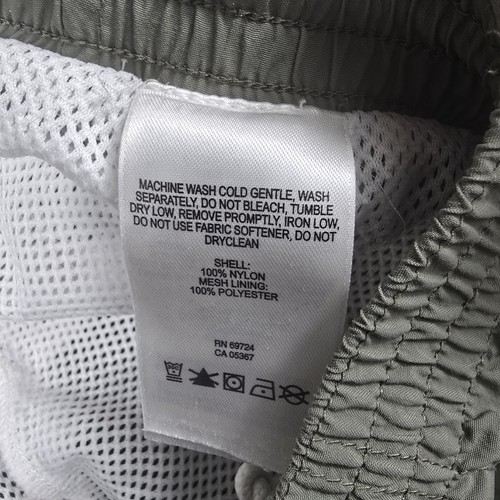 MACHINE WASH COLD GENTLE, WASH
SEPARATELY, DO NOT BLEACH, TUMBLE
DRY LOW, REMOVE PROMPTLY, IRON LOW,
DO NOT USE FABRIC SOFTENER, DO NOT
DRYCLEAN
SHELL:
100% NYLON
MESH LINING:
100% POLYESTER
RN 69724
CA 05367